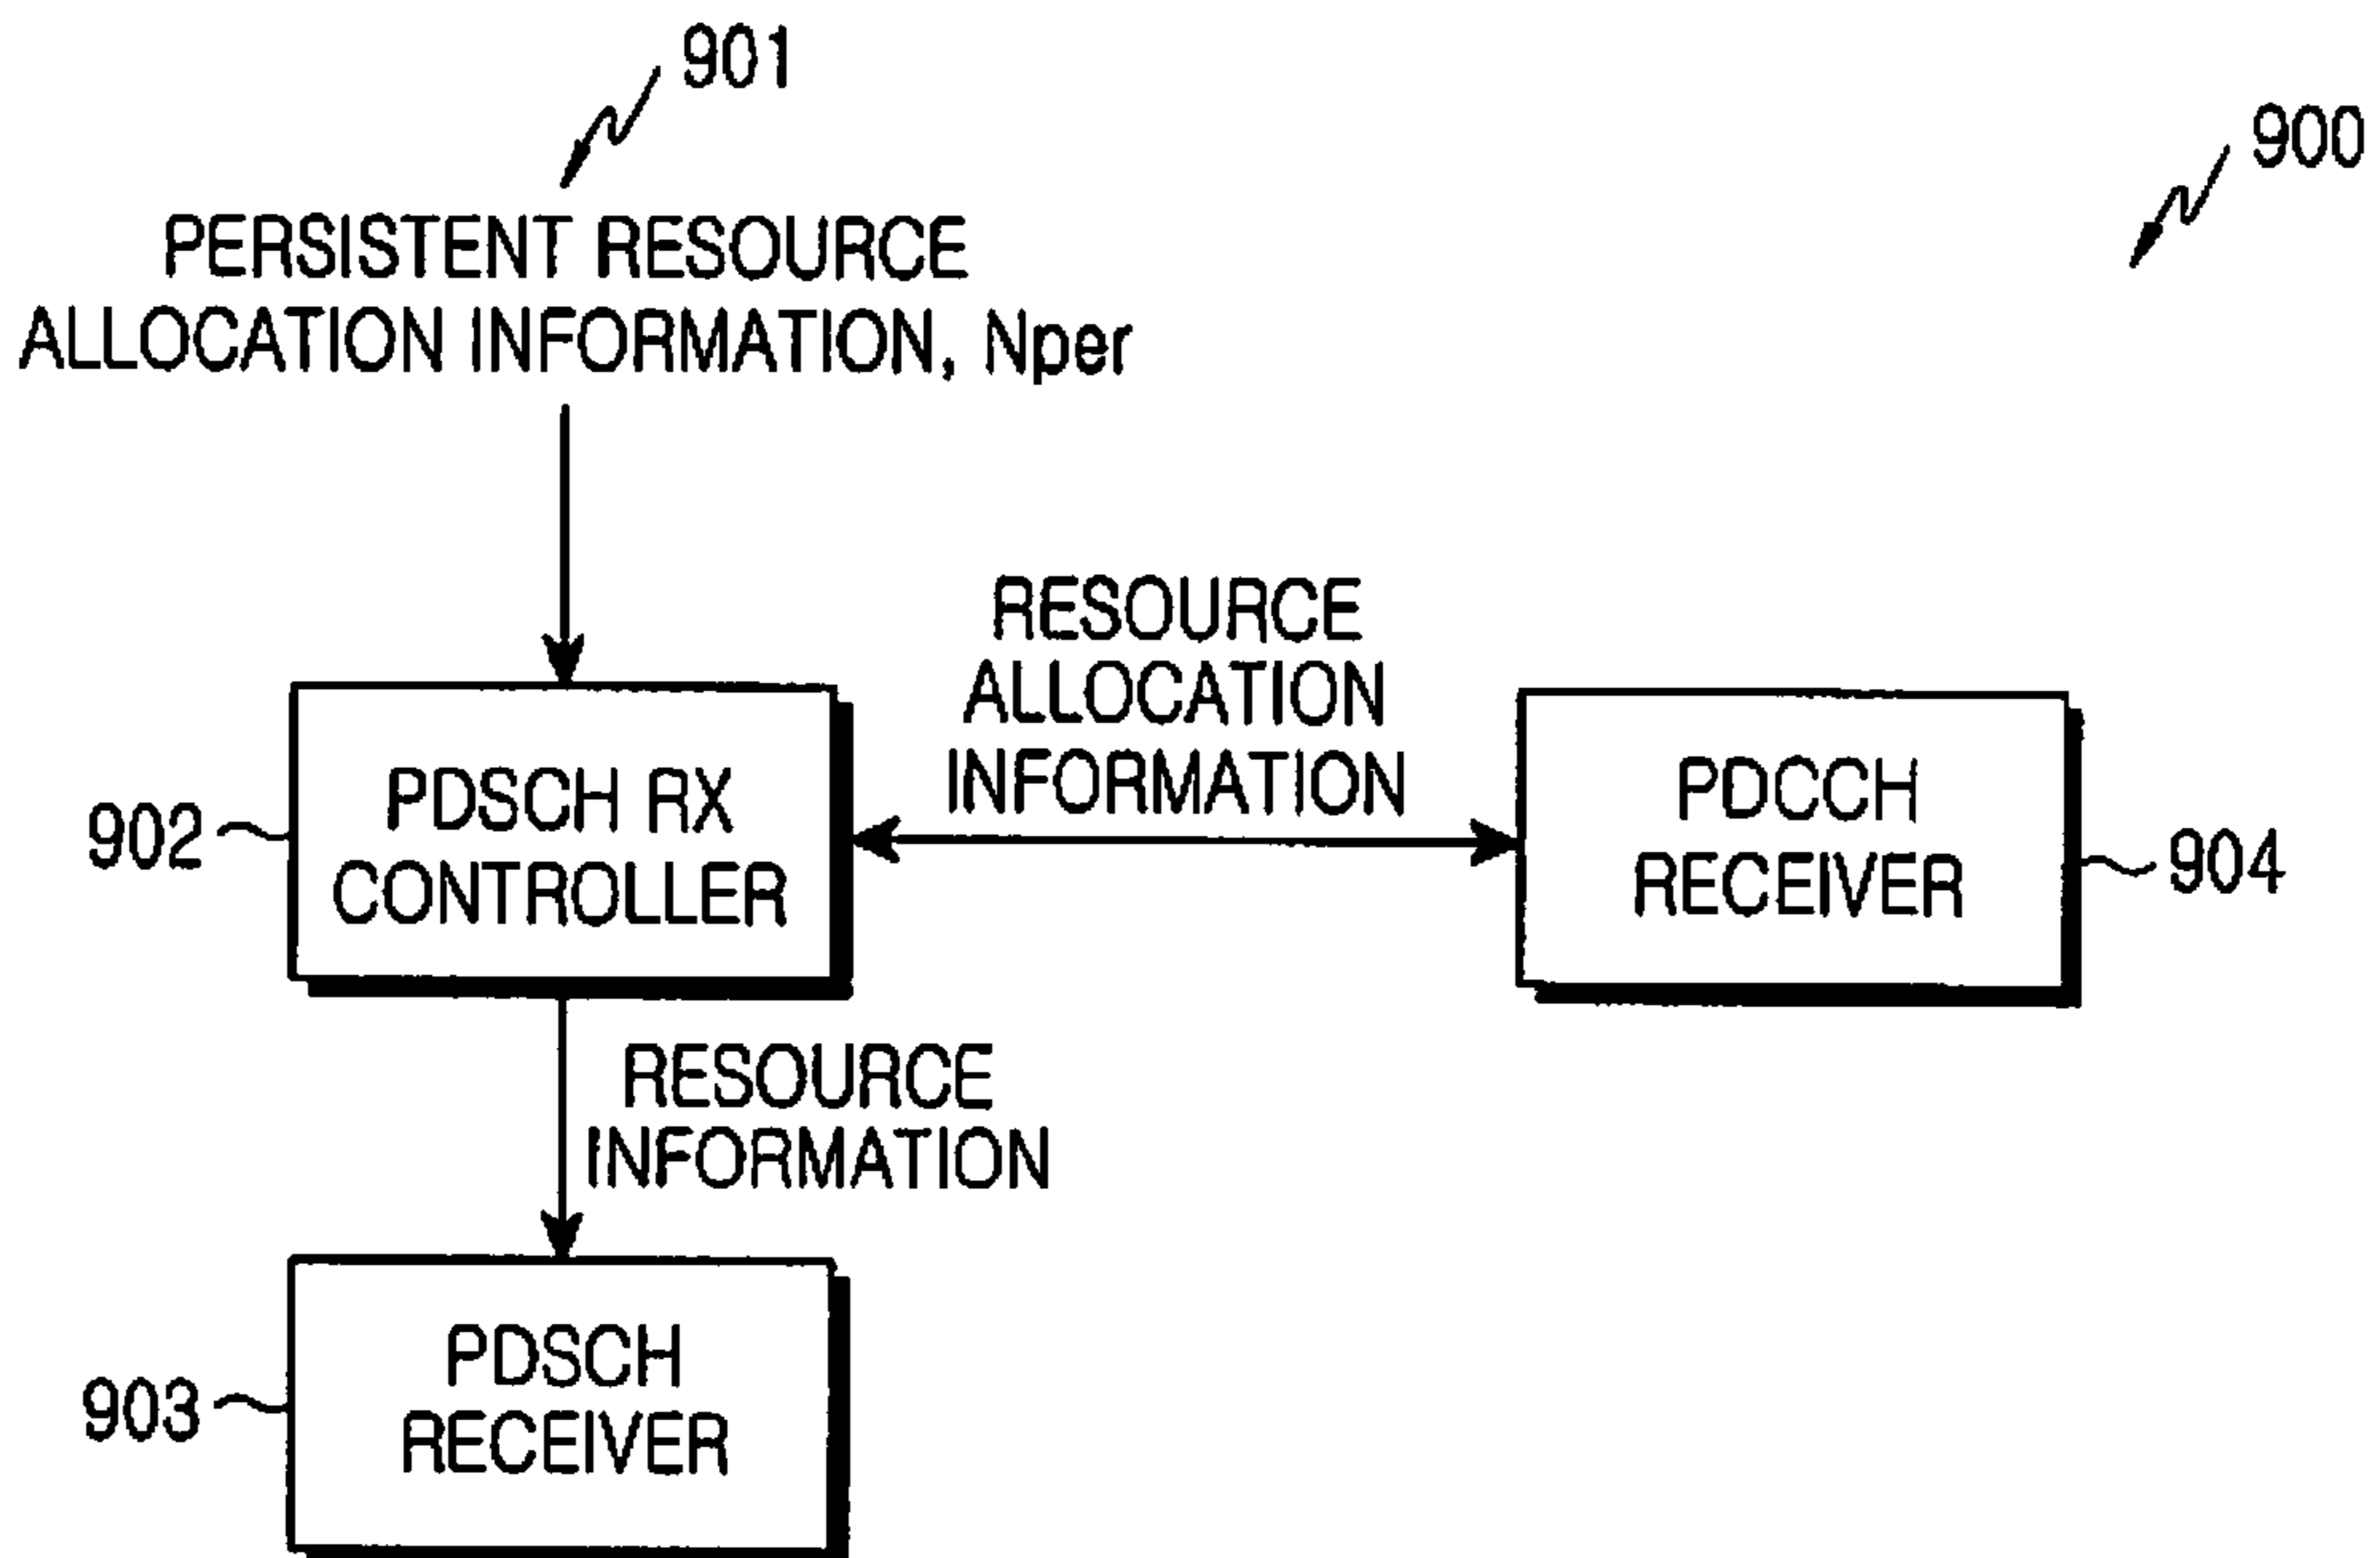 901
900
PERSISTENT RESOURCE
ALLOCATION INFORMATION, Nper
RESOURCE
ALLOCATION
INFORMATION
PDSCH RX
CONTROLLER
902
PDCCH
RECEIVER
904
RESOURCE
INFORMATION
PDSCH
RECEIVER
903